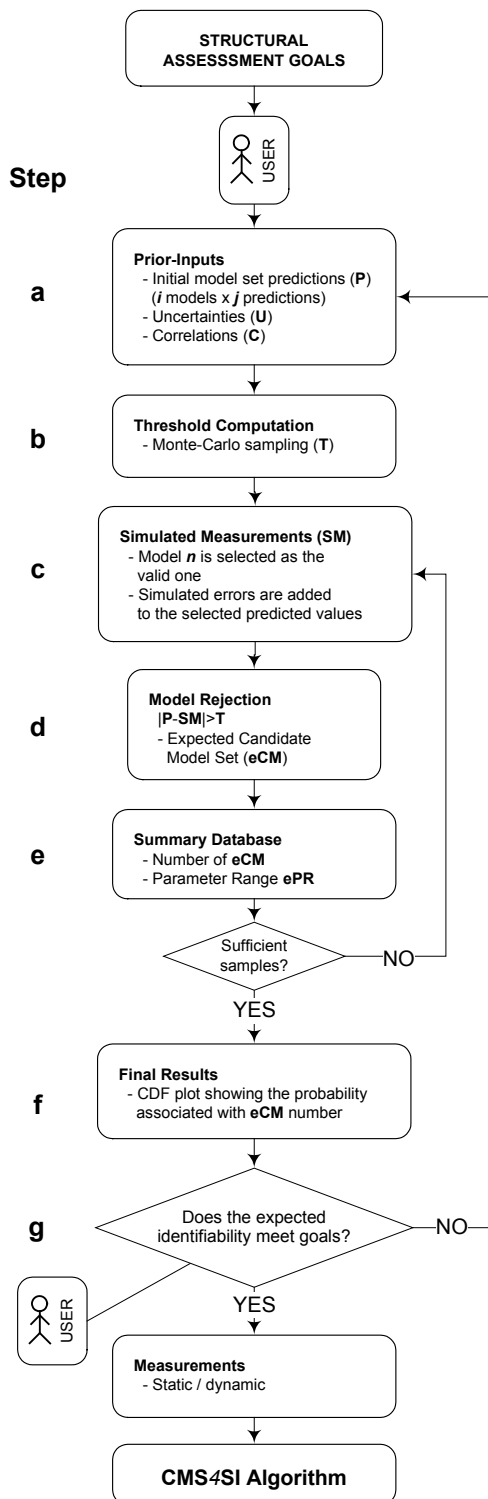 STRUCTURAL
ASSESSSMENT GOALS
USER
Step
a
Prior-Inputs
- Initial model set predictions (P)
(i models x j predictions)
- Uncertainties (U)
- Correlations (C)
b
Threshold Computation
- Monte-Carlo sampling (T)
c
Simulated Measurements (SM)
- Model n is selected as the
valid one
- Simulated errors are added
to the selected predicted values
d
Model Rejection
|P-SM|>T
- Expected Candidate
Model Set (eCM)
e
Summary Database
- Number of eCM
- Parameter Range ePR
Sufficient
samples?
NO
YES
f
Final Results
- CDF plot showing the probability
associated with eCM number
g
Does the expected
identifiability meet goals?
NO
USER
YES
Measurements
- Static / dynamic
CMS4SI Algorithm